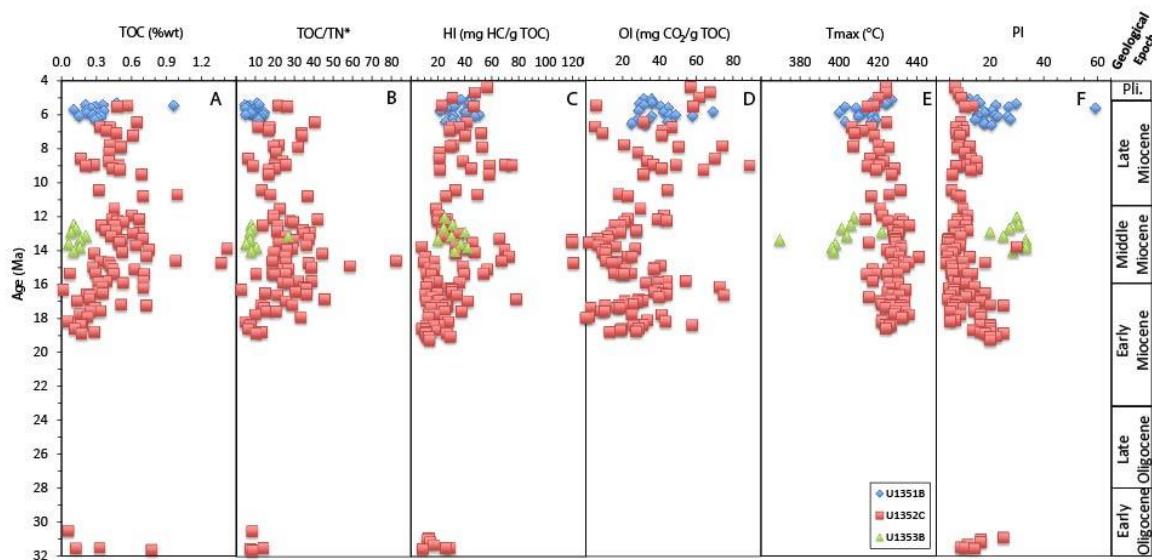 TOC (%wt) TOC/TN* HI (mg HC/g TOC) OI (mg CO2/g TOC) Tmax (°C) PI Geological Epoch
0.0 0.3 0.6 0.9 1.2 10 20 30 40 50 60 70 80 0 20 40 60 80 100 120 0 20 40 60 80 380 400 420 440 0 20 40 60
A B C D E F
Age (Ma)
4
6
8
10
12
14
16
18
20
22
24
26
28
30
32
Pli.
Late Miocene
Middle Miocene
Early Miocene
Late Oligocene
Early Oligocene
U1351B
U1352C
U1353B